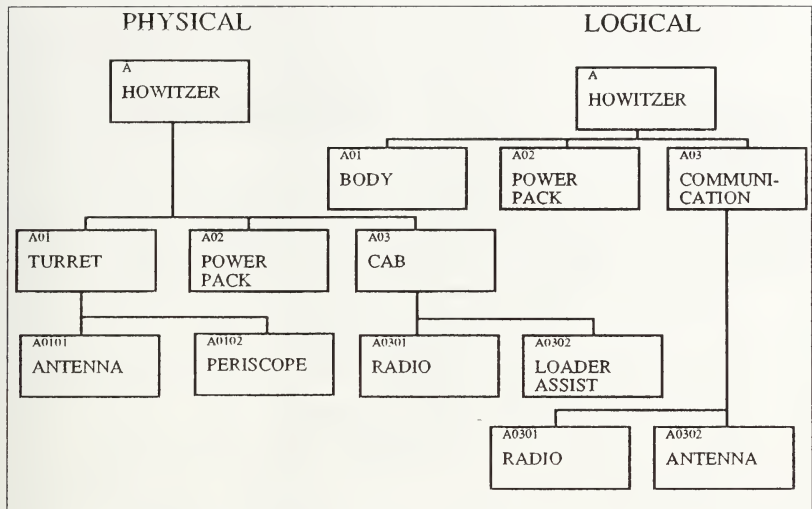 PHYSICAL
A
HOWITZER
A01
TURRET
A02
POWER
PACK
A03
CAB
A0101
ANTENNA
A0102
PERISCOPE
A0301
RADIO
A0302
LOADER
ASSIST
LOGICAL
A
HOWITZER
A01
BODY
A02
POWER
PACK
A03
COMMUNI-
CATION
A0301
RADIO
A0302
ANTENNA